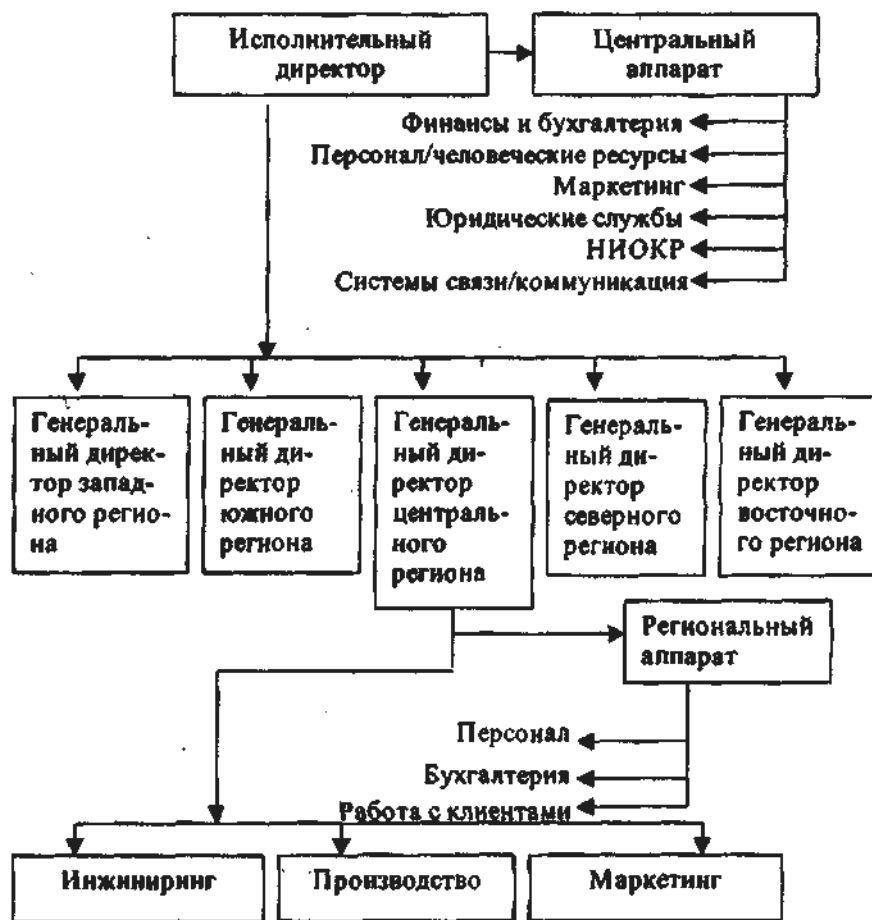 Исполнительный
директор
Центральный
аппарат
Финансы и бухгалтерия
Персонал/человеческие ресурсы
Маркетинг
Юридические службы
НИОКР
Системы связи/коммуникация
Генераль-
ный дирек-
тор запад-
ного регио-
на
Генераль-
ный ди-
ректор
южного
региона
Генераль-
ный ди-
ректор
централь-
ного
региона
Генераль-
ный ди-
ректор
северного
региона
Генераль-
ный ди-
ректор
восточно-
го региона
Региональный
аппарат
Персонал
Бухгалтерия
Работа с клиентами
Инжиниринг
Производство
Маркетинг